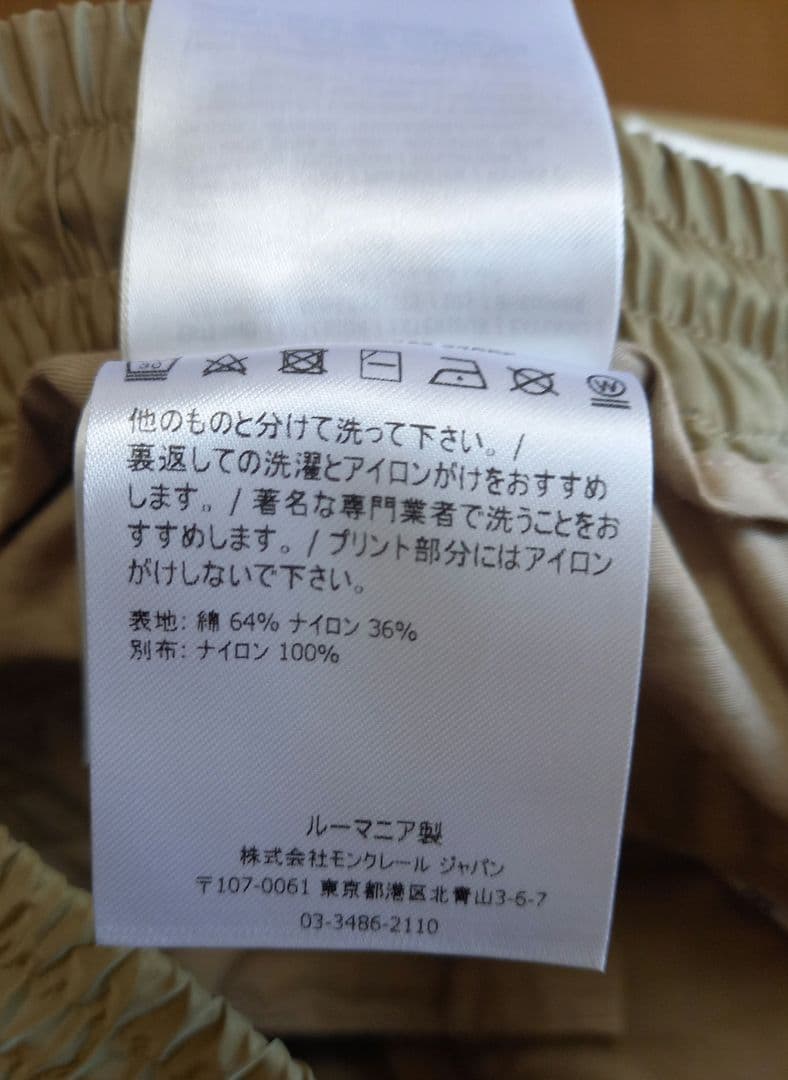 30
W
他のものと分けて洗って下さい。/
裏返しての洗濯とアイロンがけをおすすめ
します。/ 著名な専門業者で洗うことをお
すすめします。/ プリント部分にはアイロン
がけしないで下さい。
表地: 綿 64% ナイロン 36%
別布: ナイロン 100%
ルーマニア製
株式会社モンクレール ジャパン
〒107-0061 東京都港区北青山3-6-7
03-3486-2110